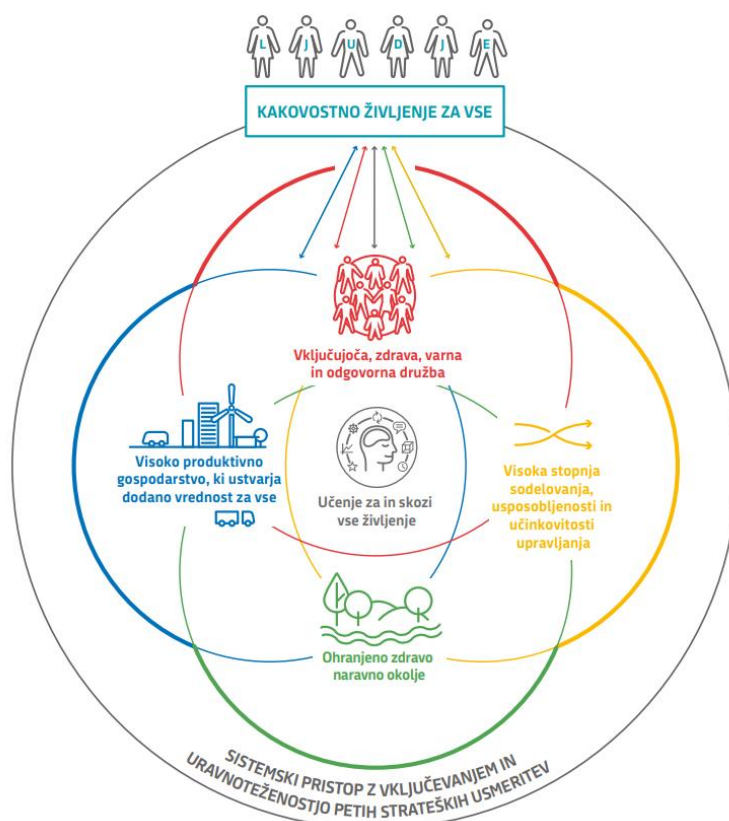 L J U D J E
KAKOVOSTNO ŽIVLJENJE ZA VSE
Vključujoča, zdrava, varna
in odgovorna družba
Visoko produktivno
gospodarstvo, ki ustvarja
dodano vrednost za vse
Učenje za in skozi
vse življenje
Visoka stopnja
sodelovanja,
usposobljenosti in
učinkovitosti
upravljanja
Ohranjeno zdravo
naravno okolje
SISTEMSKI PRISTOP Z VKLJUČEVANJEM IN
URAVNOTEŽENOSTJO PETIH STRATEŠKIH USMERITEV